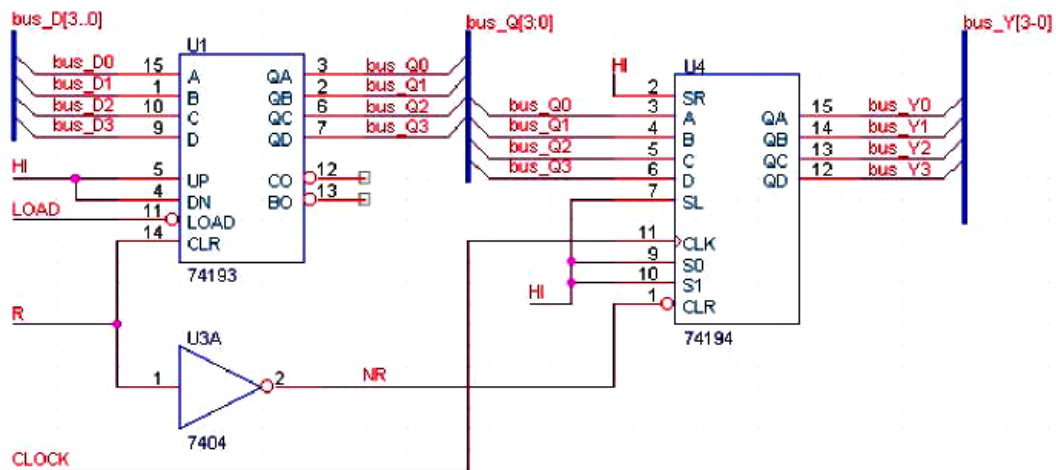 bus_D[3..0]
bus_Q[3:0]
bus_Y[3-0]
U1
bus_D0 15 A QA 3 bus_Q0
bus_D1 1 B QB 2 bus_Q1
bus_D2 10 C QC 6 bus_Q2
bus_D3 9 D QD 7 bus_Q3
HI 5 UP CO 12
4 DN BO 13
LOAD 11 LOAD
14 CLR
74193
U4
HI 2 SR
bus_Q0 3 A QA 15 bus_Y0
bus_Q1 4 B QB 14 bus_Y1
bus_Q2 5 C QC 13 bus_Y2
bus_Q3 6 D QD 12 bus_Y3
7 SL
11 CLK
9 S0
10 S1
HI 1 CLR
74194
R
U3A
1 2 NR
7404
CLOCK